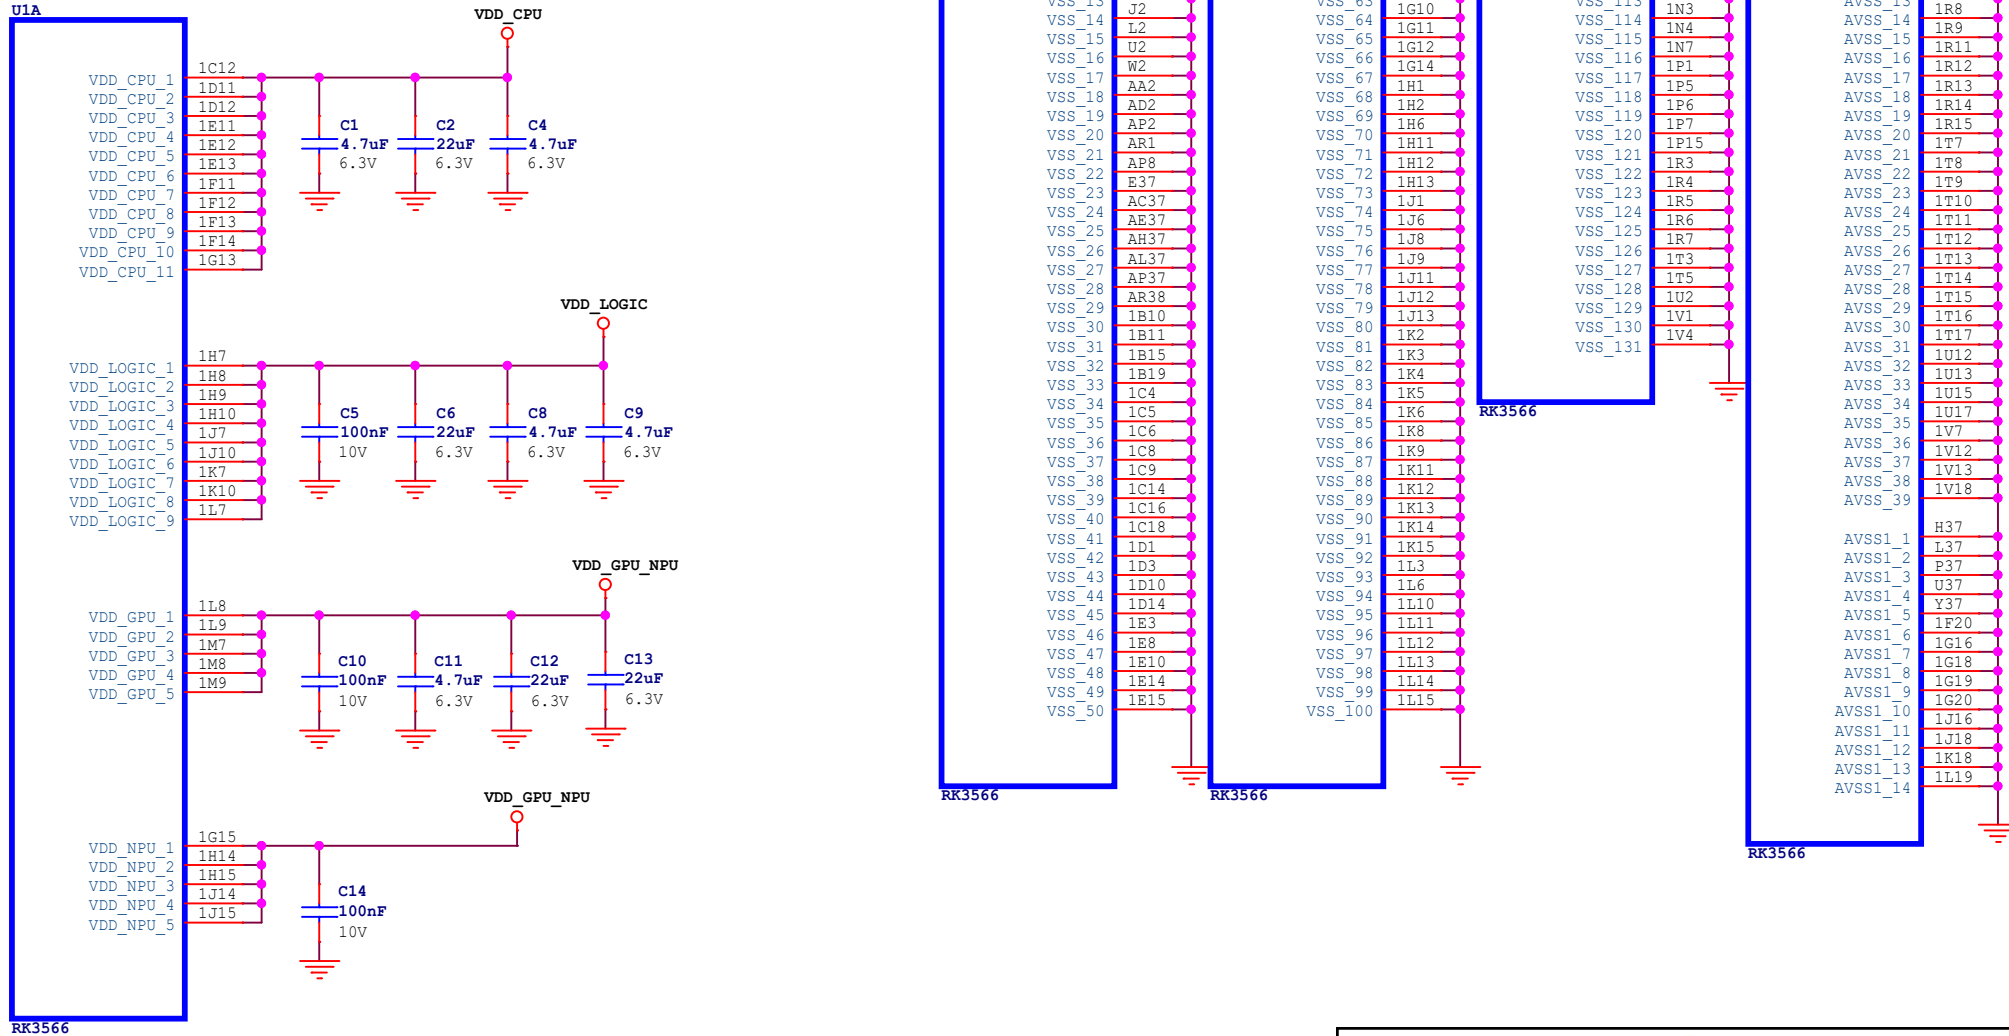 U1A
VDD_CPU
VDD_CPU_1 1C12
VDD_CPU_2 1D11
VDD_CPU_3 1D12
VDD_CPU_4 1E11
VDD_CPU_5 1E12
VDD_CPU_6 1E13
VDD_CPU_7 1F11
VDD_CPU_8 1F12
VDD_CPU_9 1F13
VDD_CPU_10 1F14
VDD_CPU_11 1G13
C1
4.7uF
6.3V
C2
22uF
6.3V
C4
4.7uF
6.3V
VDD_LOGIC
VDD_LOGIC_1 1H7
VDD_LOGIC_2 1H8
VDD_LOGIC_3 1H9
VDD_LOGIC_4 1H10
VDD_LOGIC_5 1J7
VDD_LOGIC_6 1J10
VDD_LOGIC_7 1K7
VDD_LOGIC_8 1K10
VDD_LOGIC_9 1L7
C5
100nF
10V
C6
22uF
6.3V
C8
4.7uF
6.3V
C9
4.7uF
6.3V
VDD_GPU_NPU
VDD_GPU_1 1L8
VDD_GPU_2 1L9
VDD_GPU_3 1M7
VDD_GPU_4 1M8
VDD_GPU_5 1M9
C10
100nF
10V
C11
4.7uF
6.3V
C12
22uF
6.3V
C13
22uF
6.3V
VDD_GPU_NPU
VDD_NPU_1 1G15
VDD_NPU_2 1H14
VDD_NPU_3 1H15
VDD_NPU_4 1J14
VDD_NPU_5 1J15
C14
100nF
10V
RK3566
VSS_13 J2
VSS_14 L2
VSS_15 U2
VSS_16 W2
VSS_17 AA2
VSS_18 AD2
VSS_19 AP2
VSS_20 AR1
VSS_21 AP8
VSS_22 E37
VSS_23 AC37
VSS_24 AE37
VSS_25 AH37
VSS_26 AL37
VSS_27 AP37
VSS_28 AR38
VSS_29 1B10
VSS_30 1B11
VSS_31 1B15
VSS_32 1B19
VSS_33 1C4
VSS_34 1C5
VSS_35 1C6
VSS_36 1C8
VSS_37 1C9
VSS_38 1C14
VSS_39 1C16
VSS_40 1C18
VSS_41 1D1
VSS_42 1D3
VSS_43 1D10
VSS_44 1D14
VSS_45 1E3
VSS_46 1E8
VSS_47 1E10
VSS_48 1E14
VSS_49 1E15
VSS_50
RK3566
VSS_63 1G10
VSS_64 1G11
VSS_65 1G12
VSS_66 1G14
VSS_67 1H1
VSS_68 1H2
VSS_69 1H6
VSS_70 1H11
VSS_71 1H12
VSS_72 1H13
VSS_73 1J1
VSS_74 1J6
VSS_75 1J8
VSS_76 1J9
VSS_77 1J11
VSS_78 1J12
VSS_79 1J13
VSS_80 1K2
VSS_81 1K3
VSS_82 1K4
VSS_83 1K5
VSS_84 1K6
VSS_85 1K8
VSS_86 1K9
VSS_87 1K11
VSS_88 1K12
VSS_89 1K13
VSS_90 1K14
VSS_91 1K15
VSS_92 1L3
VSS_93 1L6
VSS_94 1L10
VSS_95 1L11
VSS_96 1L12
VSS_97 1L13
VSS_98 1L14
VSS_99 1L15
VSS_100
RK3566
VSS_113 1N3
VSS_114 1N4
VSS_115 1N7
VSS_116 1P1
VSS_117 1P5
VSS_118 1P6
VSS_119 1P7
VSS_120 1P15
VSS_121 1R3
VSS_122 1R4
VSS_123 1R5
VSS_124 1R6
VSS_125 1R7
VSS_126 1T3
VSS_127 1T5
VSS_128 1U2
VSS_129 1V1
VSS_130 1V4
VSS_131
RK3566
AVSS_13 1R8
AVSS_14 1R9
AVSS_15 1R11
AVSS_16 1R12
AVSS_17 1R13
AVSS_18 1R14
AVSS_19 1R15
AVSS_20 1T7
AVSS_21 1T8
AVSS_22 1T9
AVSS_23 1T10
AVSS_24 1T11
AVSS_25 1T12
AVSS_26 1T13
AVSS_27 1T14
AVSS_28 1T15
AVSS_29 1T16
AVSS_30 1T17
AVSS_31 1U12
AVSS_32 1U13
AVSS_33 1U15
AVSS_34 1U17
AVSS_35 1V7
AVSS_36 1V12
AVSS_37 1V13
AVSS_38 1V18
AVSS_39
AVSS1_1 H37
AVSS1_2 L37
AVSS1_3 P37
AVSS1_4 U37
AVSS1_5 Y37
AVSS1_6 1F20
AVSS1_7 1G16
AVSS1_8 1G18
AVSS1_9 1G19
AVSS1_10 1G20
AVSS1_11 1J16
AVSS1_12 1J18
AVSS1_13 1K18
AVSS1_14 1L19
RK3566